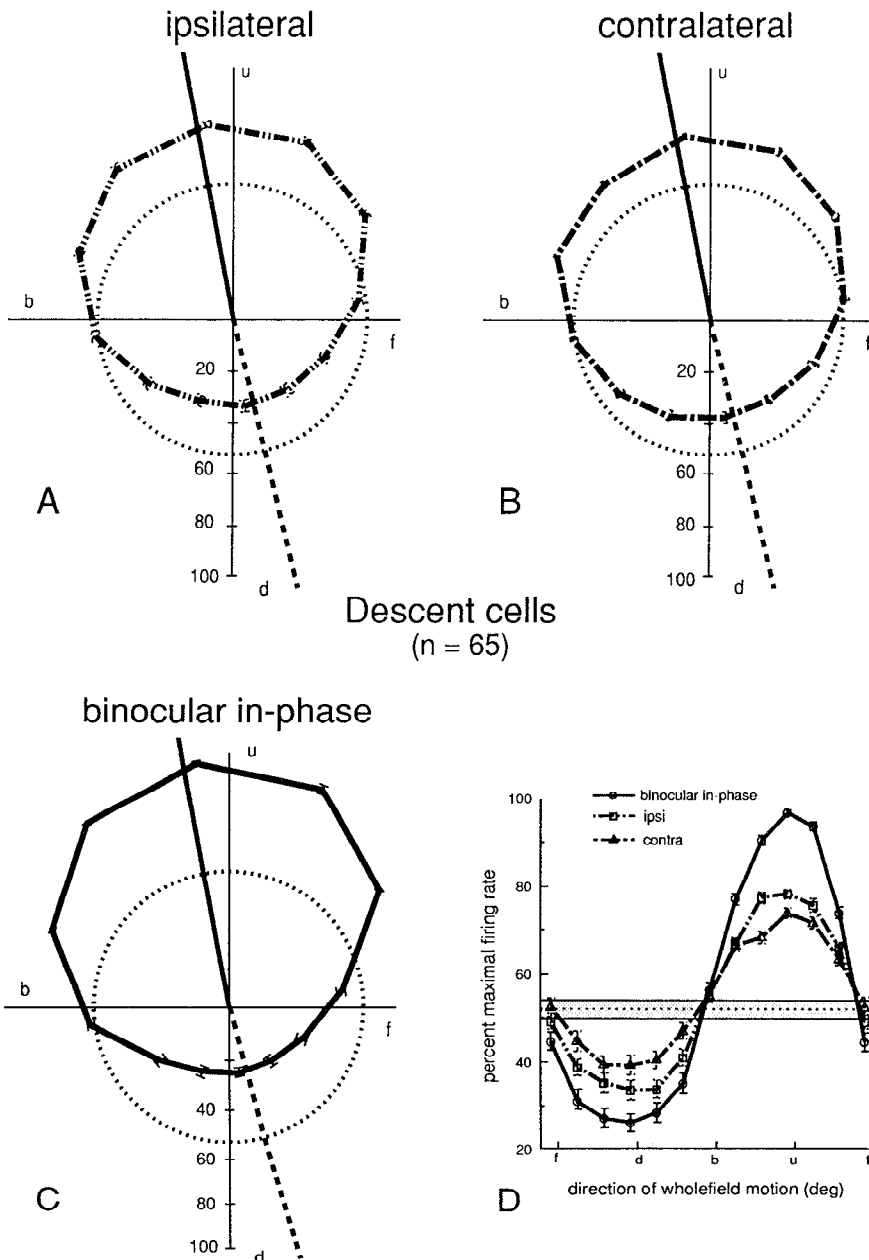 ipsilateral
contralateral
u
b
f
20
60
80
100
d
A
u
b
f
20
60
80
100
d
B
Descent cells
(n = 65)
binocular in-phase
u
b
f
40
60
80
100
d
C
100
80
60
40
20
percent maximal firing rate
binocular in-phase
ipsi
contra
f
d
b
u
f
direction of wholefield motion (deg)
D